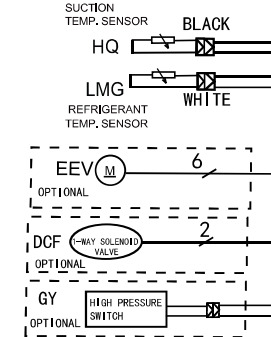 SUCTION
TEMP. SENSOR
BLACK
HQ
LMG
WHITE
REFRIGERANT
TEMP. SENSOR
EEV
M
6
OPTIONAL
DCF
1-WAY SOLENOID
VALVE
2
OPTIONAL
GY
HIGH PRESSURE
SWITCH
OPTIONAL